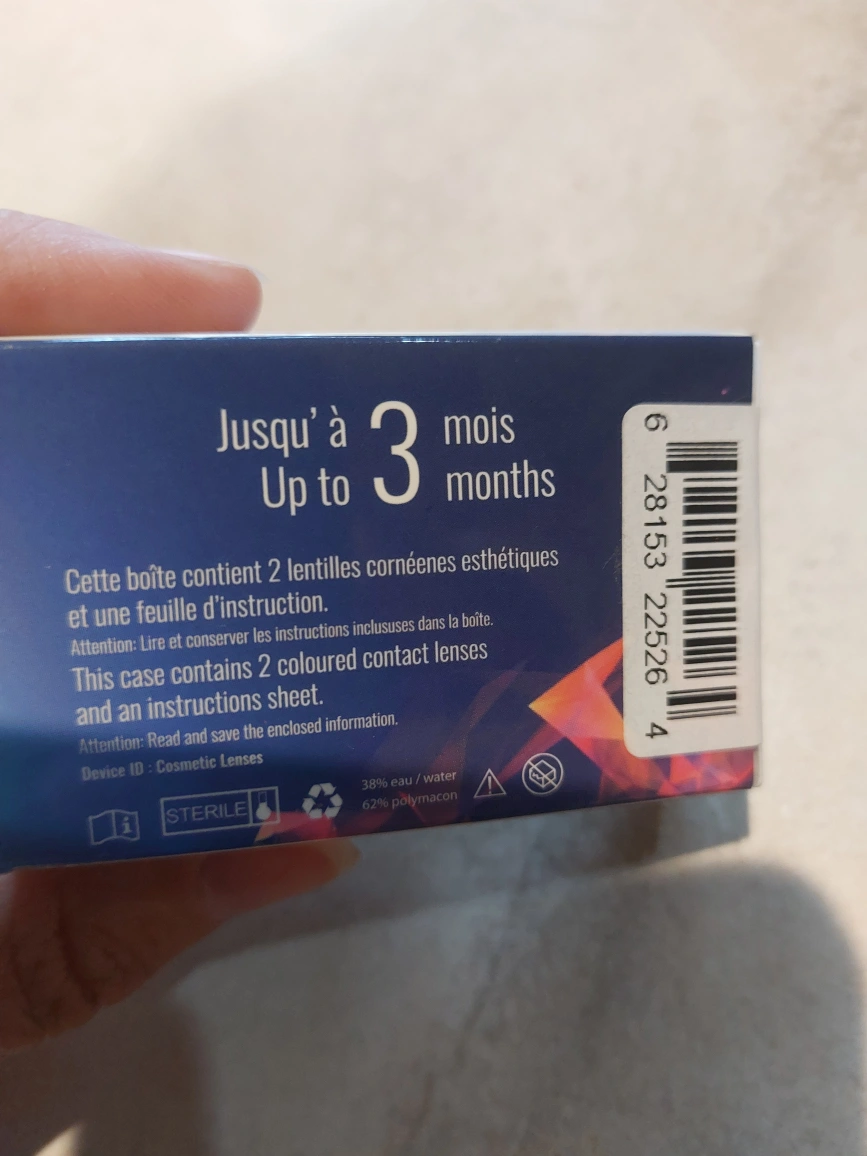 Jusqu' à 3 mois
Up to months
Cette boîte contient 2 lentilles cornéenes esthétiques
et une feuille d'instruction.
Attention: Lire et conserver les instructions inclususes dans la boîte.
This case contains 2 coloured contact lenses
and an instructions sheet.
Attention: Read and save the enclosed information.
Device ID : Cosmetic Lenses
i
STERILE
38% eau / water
62% polymacon
6 28153 22526 4